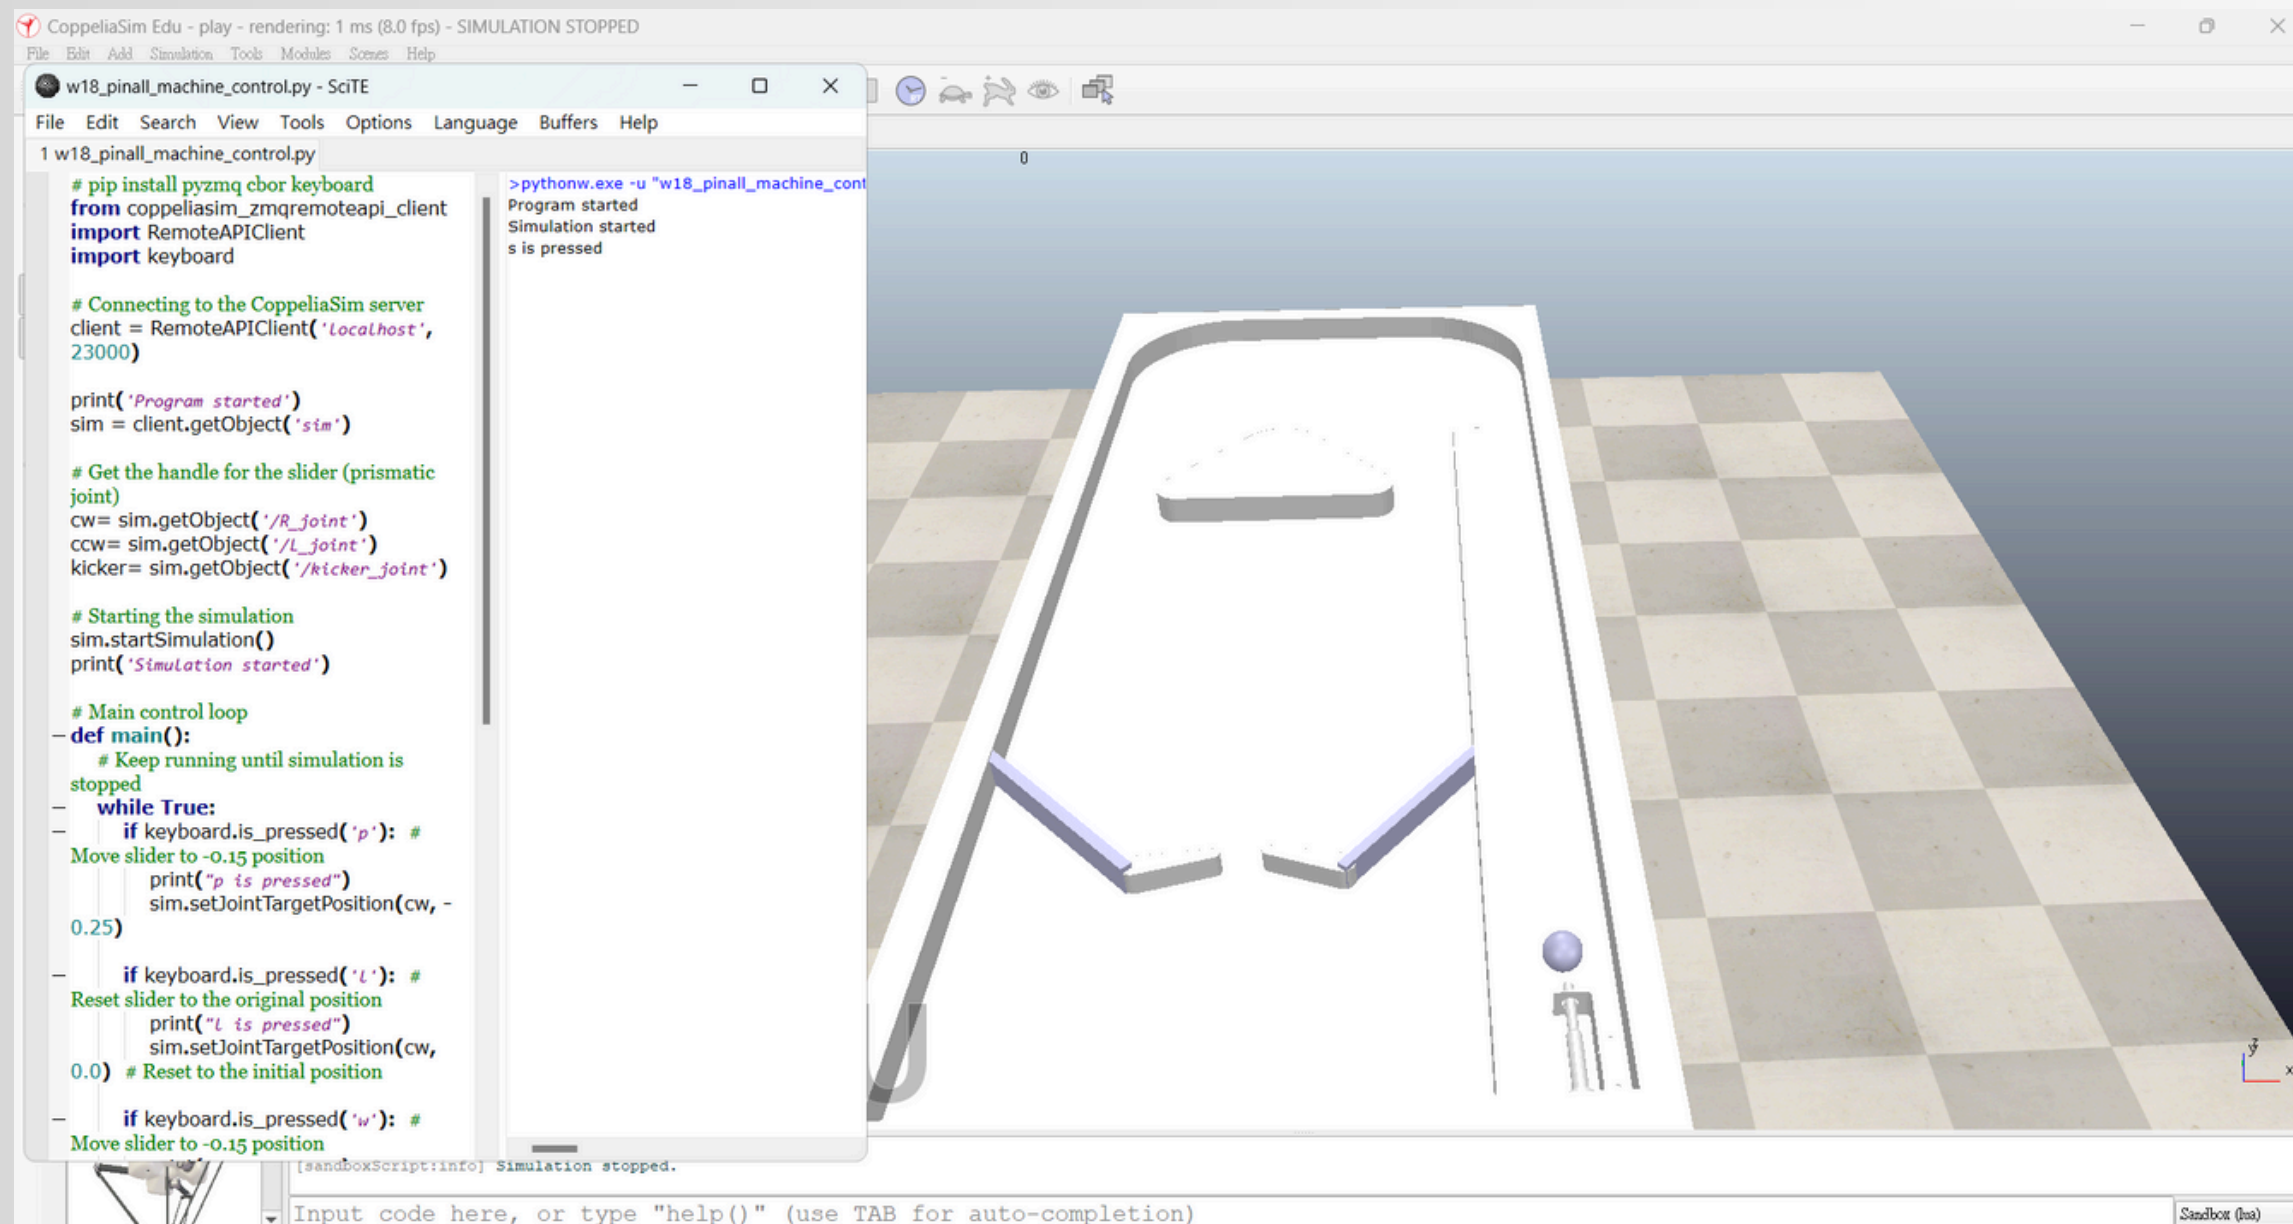 CoppeliaSim Edu - play - rendering: 1 ms (8.0 fps) - SIMULATION STOPPED
File Edit Add Simulation Tools Modules Scenes Help
w18_pinall_machine_control.py - SciTE
File Edit Search View Tools Options Language Buffers Help
1 w18_pinall_machine_control.py
# pip install pyzmq cbor keyboard
from coppeliasim_zmqremoteapi_client
import RemoteAPIClient
import keyboard
# Connecting to the CoppeliaSim server
client = RemoteAPIClient('localhost',
23000)
print('Program started')
sim = client.getObject('sim')
# Get the handle for the slider (prismatic
joint)
cw= sim.getObject('/R_joint')
ccw= sim.getObject('/L_joint')
kicker= sim.getObject('/kicker_joint')
# Starting the simulation
sim.startSimulation()
print('Simulation started')
# Main control loop
def main():
# Keep running until simulation is
stopped
while True:
if keyboard.is_pressed('p'): #
Move slider to -0.15 position
print("p is pressed")
sim.setJointTargetPosition(cw, -
0.25)
if keyboard.is_pressed('l'): #
Reset slider to the original position
print("l is pressed")
sim.setJointTargetPosition(cw,
0.0) # Reset to the initial position
if keyboard.is_pressed('w'): #
Move slider to -0.15 position
>pythonw.exe -u "w18_pinall_machine_cont
Program started
Simulation started
s is pressed
0
U
z
y
x
[sandboxScript:info] Simulation stopped.
Input code here, or type "help()" (use TAB for auto-completion)
Sandbox (lua)